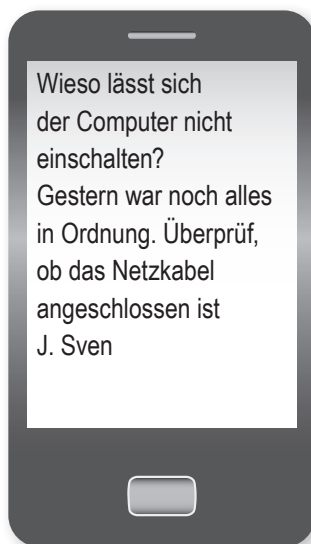 Wieso lässt sich
der Computer nicht
einschalten?
Gestern war noch alles
in Ordnung. Überprüf,
ob das Netzkabel
angeschlossen ist
J. Sven